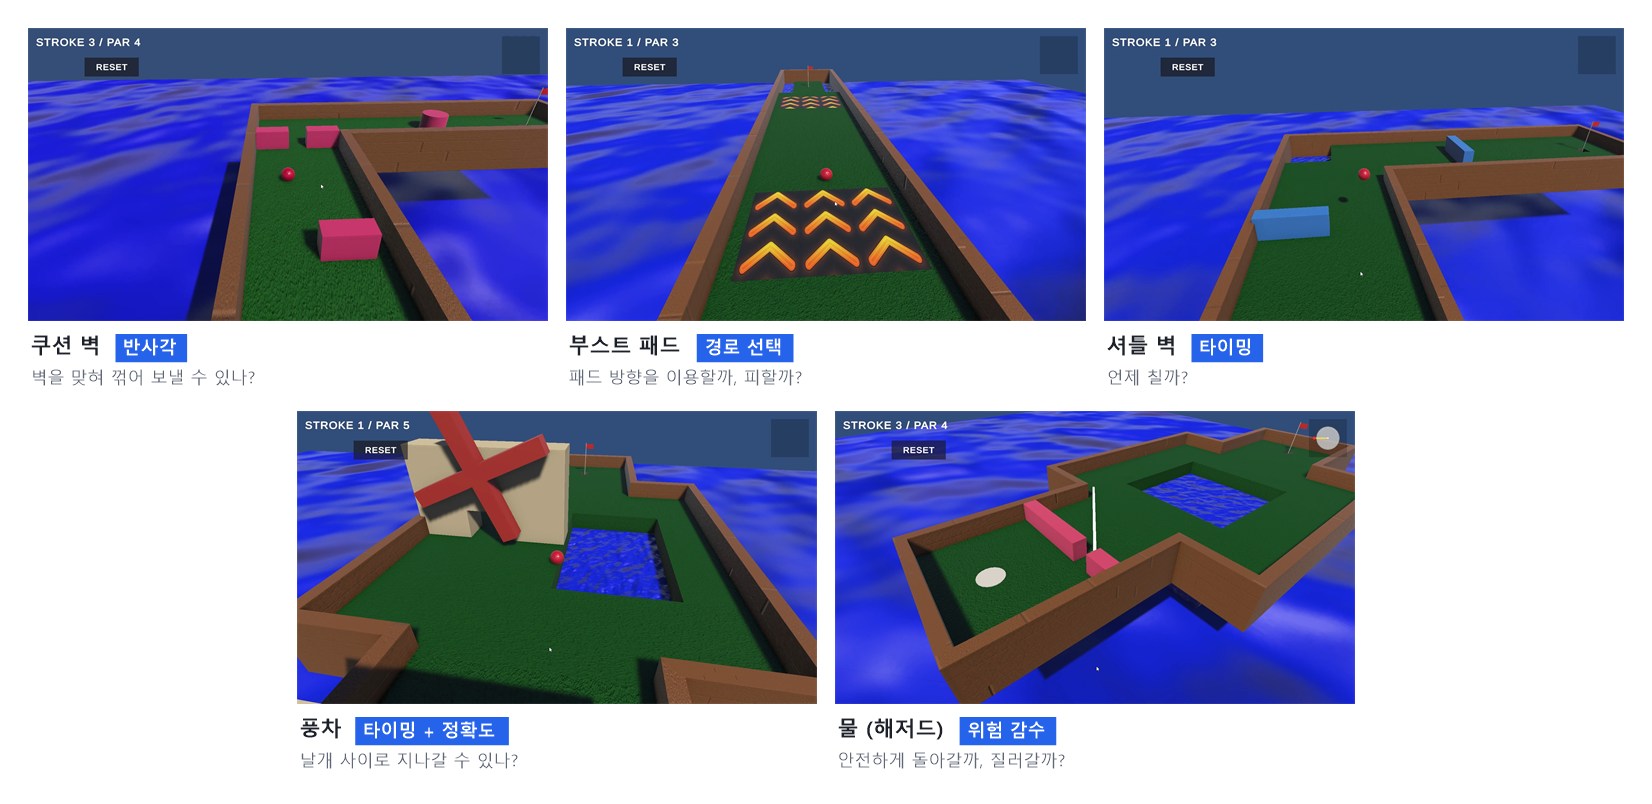 STROKE 3 / PAR 4
RESET
STROKE 1 / PAR 3
RESET
STROKE 1 / PAR 3
RESET
쿠션 벽 반사각
벽을 맞혀 꺾어 보낼 수 있나?
부스트 패드 경로 선택
패드 방향을 이용할까, 피할까?
셔틀 벽 타이밍
언제 칠까?
STROKE 1 / PAR 5
RESET
STROKE 3 / PAR 4
RESET
풍차 타이밍 + 정확도
날개 사이로 지나갈 수 있나?
물 (해저드) 위험 감수
안전하게 돌아갈까, 질러갈까?